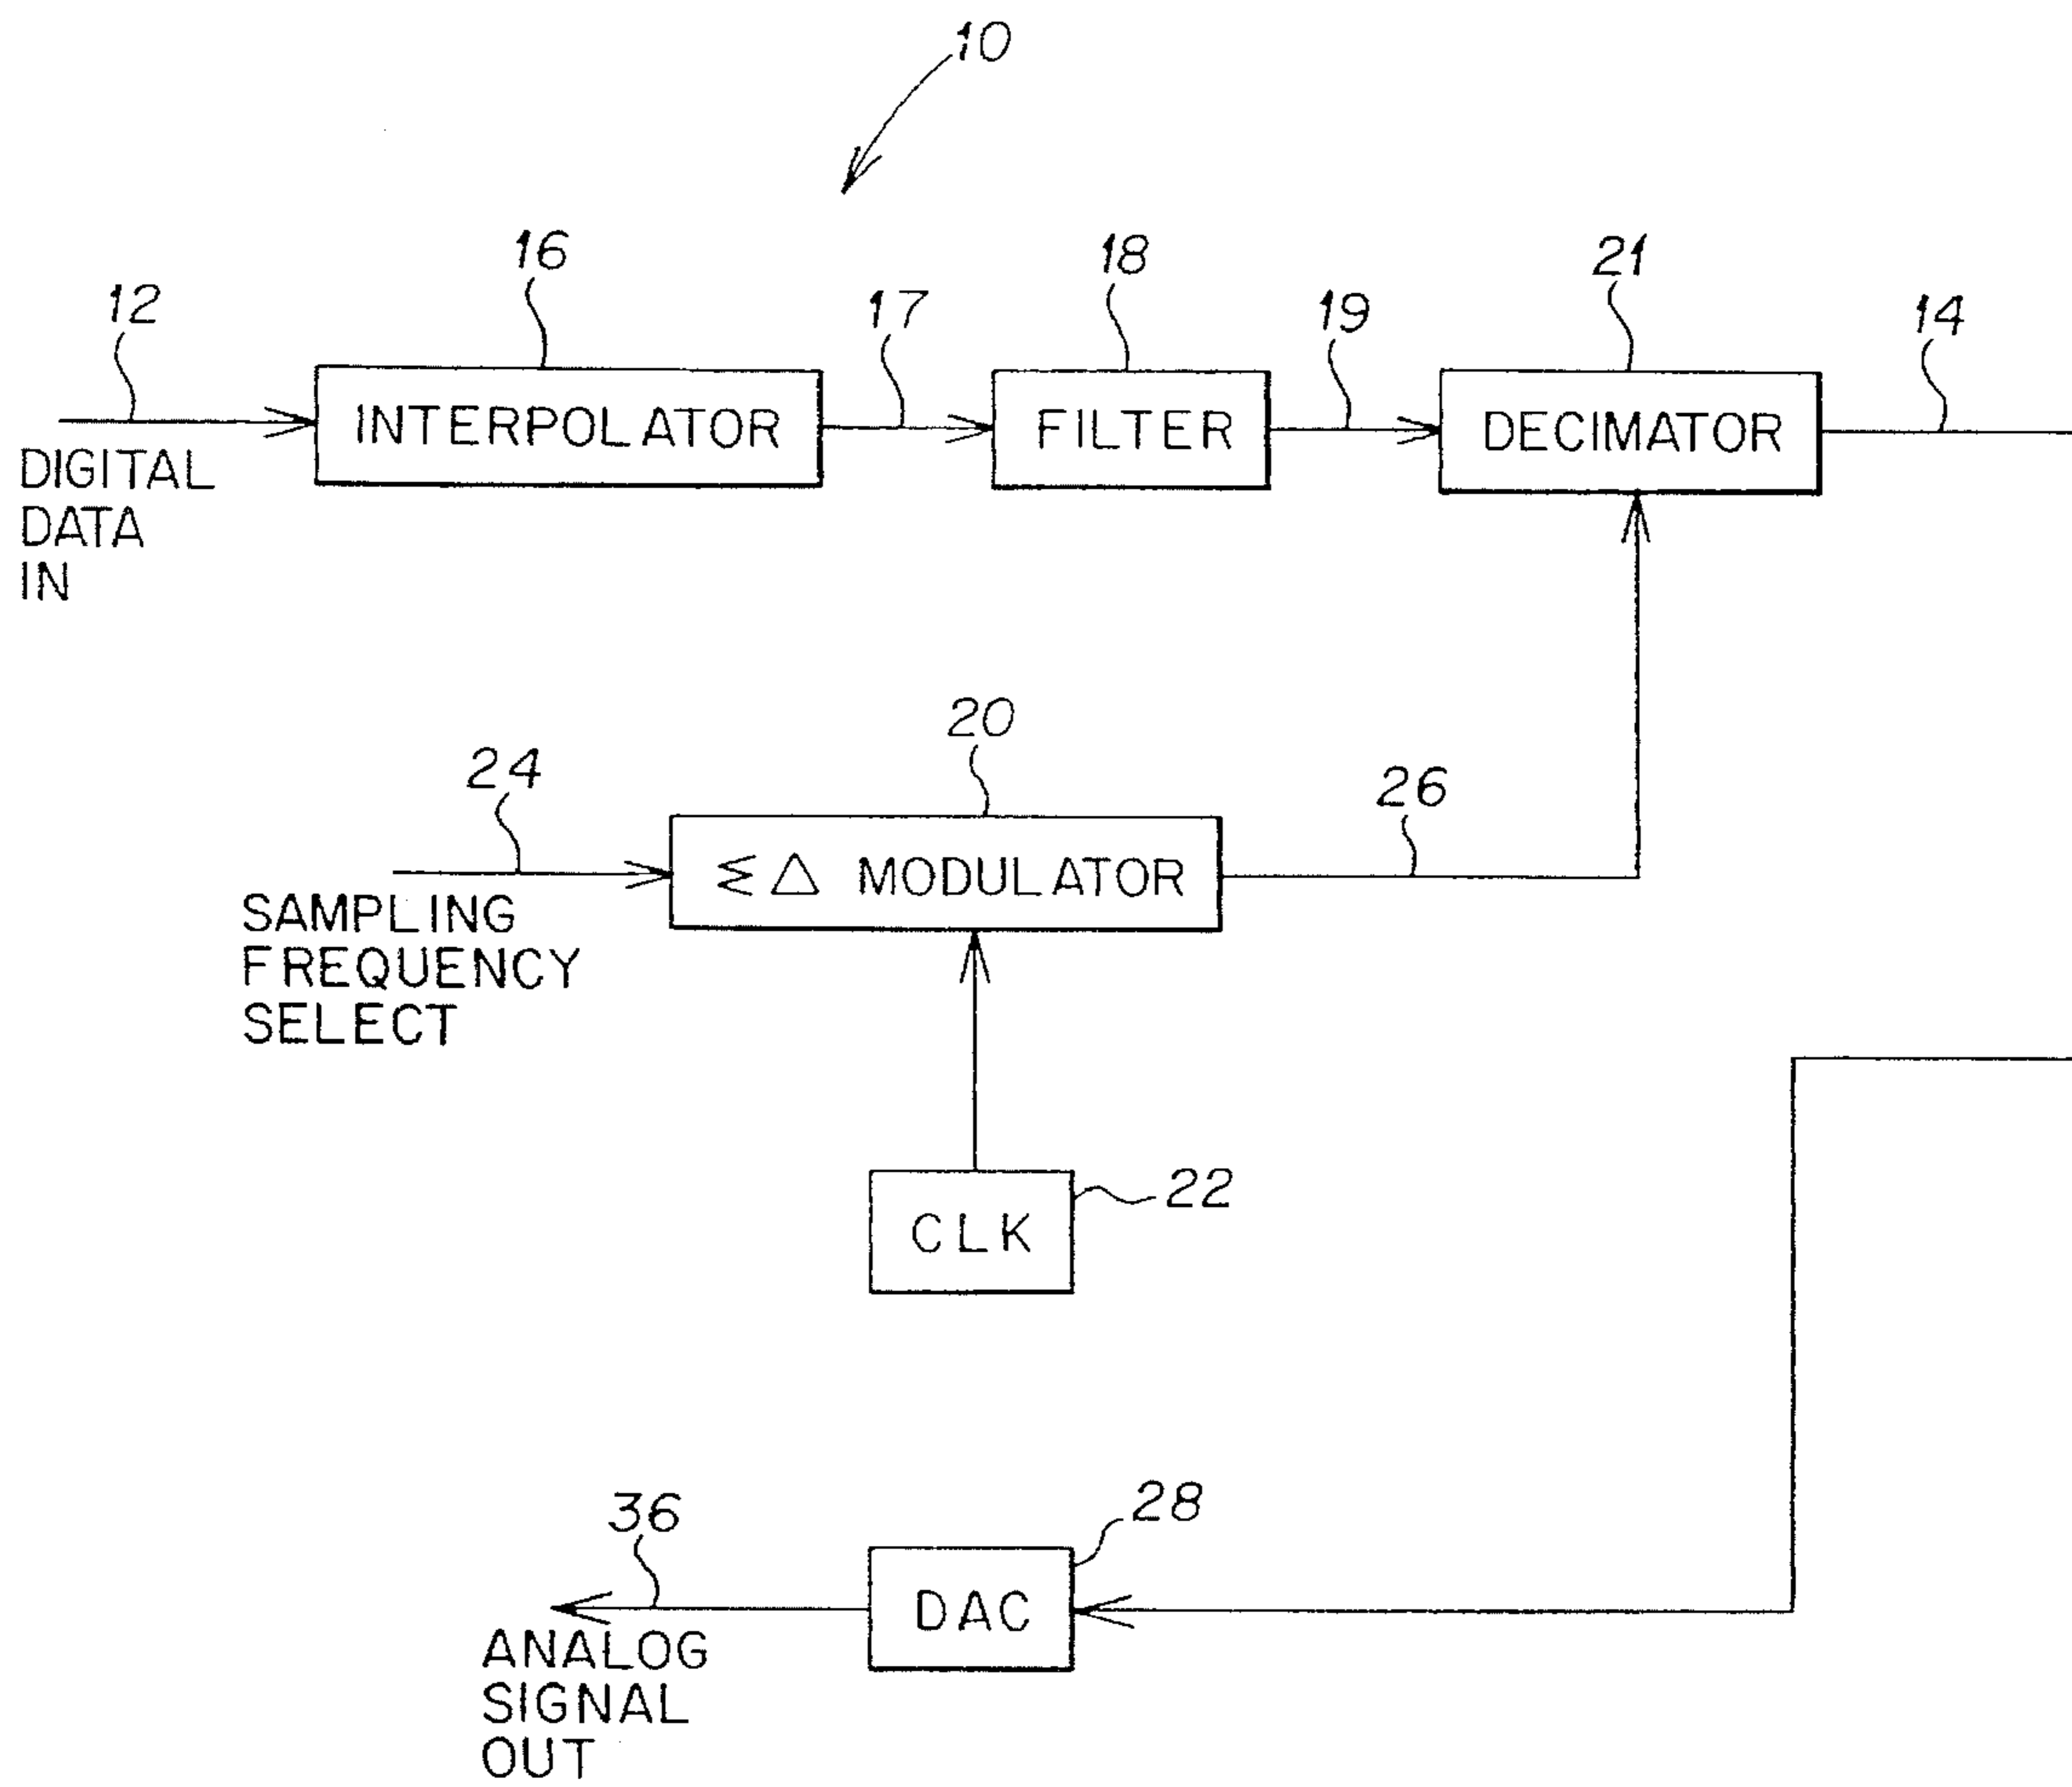 10
16
18
21
12
17
19
14
INTERPOLATOR
FILTER
DECIMATOR
DIGITAL
DATA
IN
20
24
26
ΣΔ MODULATOR
SAMPLING
FREQUENCY
SELECT
22
CLK
28
36
DAC
ANALOG
SIGNAL
OUT